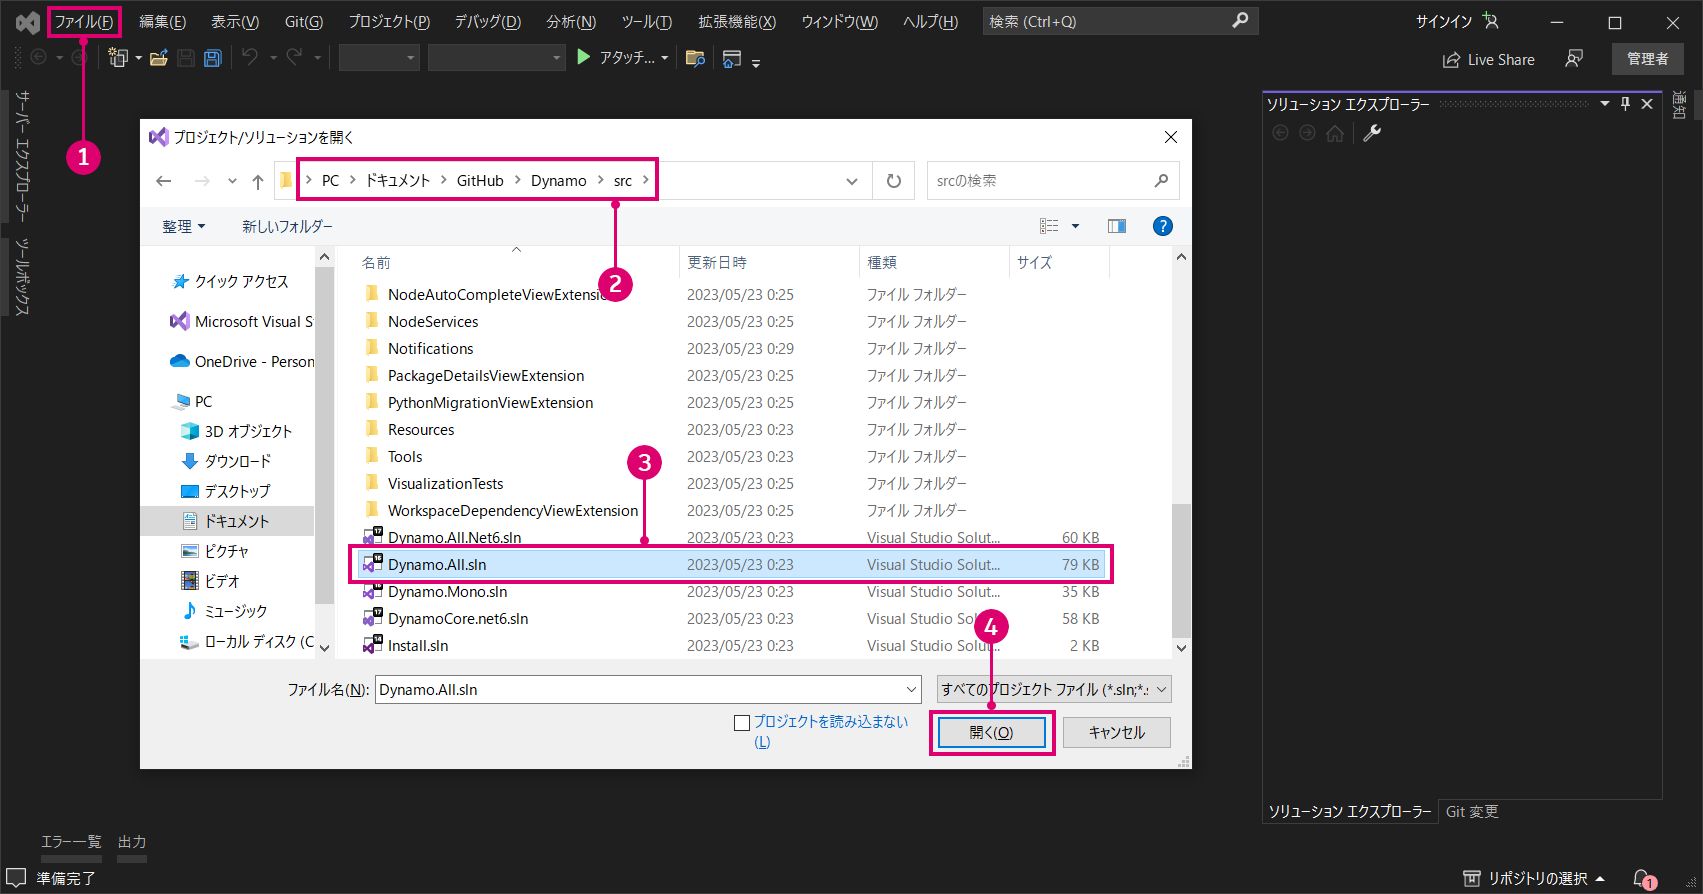 ファイル(F) 編集(E) 表示(V) Git(G) プロジェクト(P) デバッグ(D) 分析(N) ツール(T) 拡張機能(X) ウィンドウ(W) ヘルプ(H) 検索 (Ctrl+Q) サインイン
アタッチ... Live Share 管理者
1
サーバー エクスプローラー
ツールボックス
プロジェクト/ソリューションを開く
PC ドキュメント GitHub Dynamo src srcの検索
2
整理 新しいフォルダー
クイック アクセス
Microsoft Visual S
OneDrive - Person
PC
3D オブジェクト
ダウンロード
デスクトップ
ドキュメント
ピクチャ
ビデオ
ミュージック
ローカル ディスク (C
名前 更新日時 種類 サイズ
NodeAutoCompleteViewExtensio 2023/05/23 0:25 ファイル フォルダー
NodeServices 2023/05/23 0:25 ファイル フォルダー
Notifications 2023/05/23 0:29 ファイル フォルダー
PackageDetailsViewExtension 2023/05/23 0:25 ファイル フォルダー
PythonMigrationViewExtension 2023/05/23 0:25 ファイル フォルダー
Resources 2023/05/23 0:23 ファイル フォルダー
Tools 2023/05/23 0:23 ファイル フォルダー
VisualizationTests 2023/05/23 0:25 ファイル フォルダー
WorkspaceDependencyViewExtension 2023/05/23 0:25 ファイル フォルダー
Dynamo.All.Net6.sln 2023/05/23 0:23 Visual Studio Solut... 60 KB
3
Dynamo.All.sln 2023/05/23 0:23 Visual Studio Solut... 79 KB
Dynamo.Mono.sln 2023/05/23 0:23 Visual Studio Solut... 35 KB
DynamoCore.net6.sln 2023/05/23 0:23 Visual Studio So 58 KB
Install.sln 2023/05/23 0:23 Visual Studio Solut... 2 KB
4
ファイル名(N): Dynamo.All.sln すべてのプロジェクト ファイル (*.sln;*.
プロジェクトを読み込まない
(L)
開く(O) キャンセル
ソリューション エクスプローラー
通知
ソリューション エクスプローラー Git 変更
エラー一覧 出力
準備完了 リポジトリの選択 1